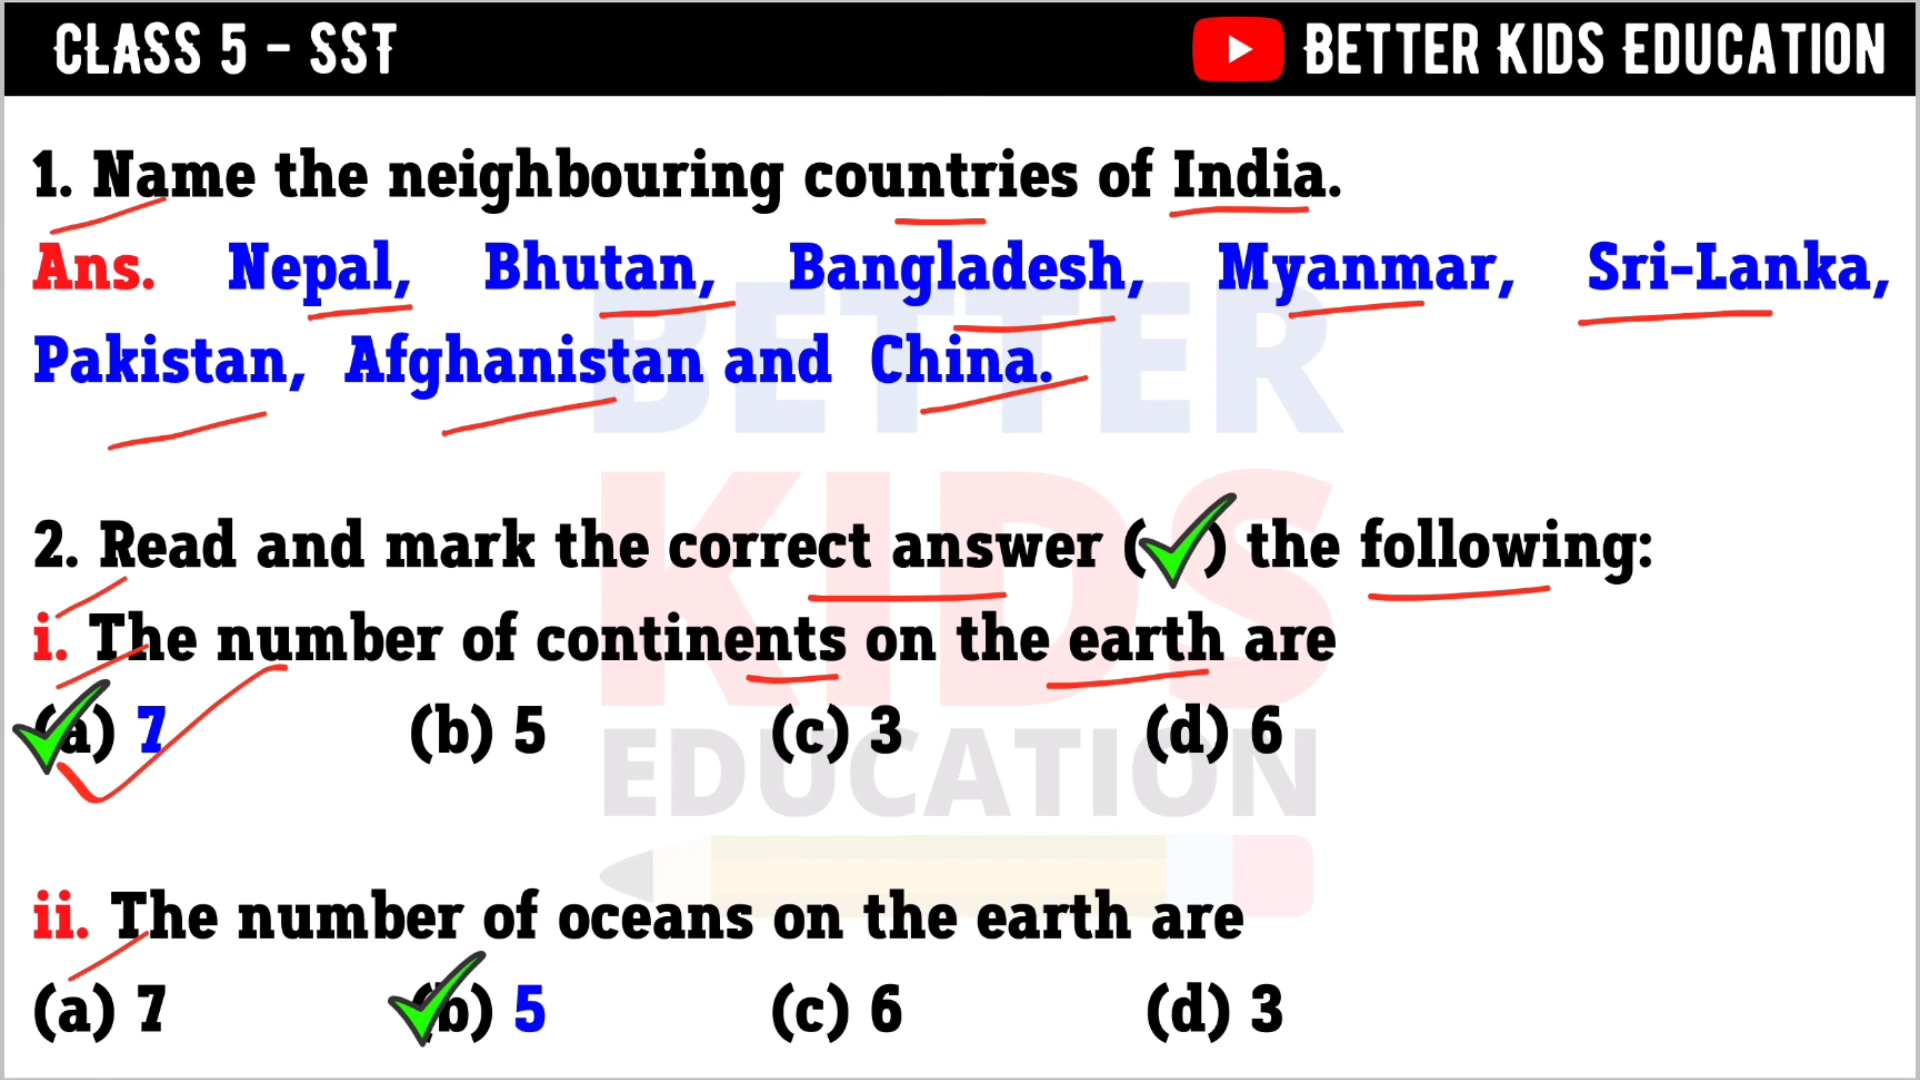 CLASS 5 - SST
BETTER KIDS EDUCATION
1. Name the neighbouring countries of India.
Ans. Nepal, Bhutan, Bangladesh, Myanmar, Sri-Lanka,
Pakistan, Afghanistan and China.
2. Read and mark the correct answer (✓) the following:
i. The number of continents on the earth are
(a) 7 (b) 5 (c) 3 (d) 6
ii. The number of oceans on the earth are
(a) 7 (b) 5 (c) 6 (d) 3
BETTER
KIDS
EDUCATION